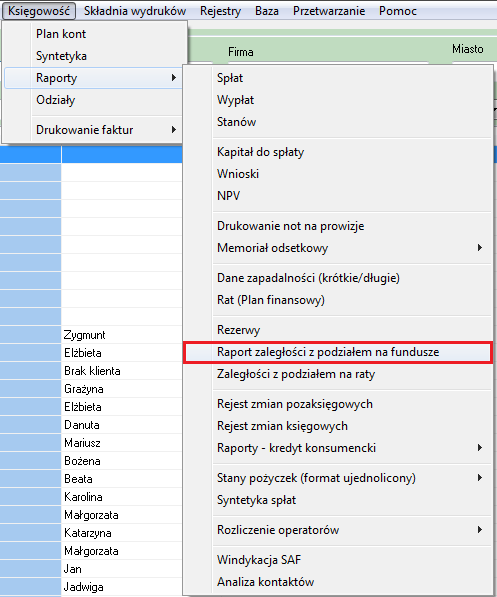 Księgowość Składnia wydruków Rejestry Baza Przetwarzanie Pomoc
Plan kont
Syntetyka
Raporty
Odziały
Drukowanie faktur
Firma
Miasto
Spłat
Wypłat
Stanów
Kapitał do spłaty
Wnioski
NPV
Drukowanie not na prowizje
Memoriał odsetkowy
Dane zapadalności (krótkie/długie)
Rat (Plan finansowy)
Rezerwy
Raport zaległości z podziałem na fundusze
Zaległości z podziałem na raty
Rejest zmian pozaksięgowych
Rejest zmian księgowych
Raporty - kredyt konsumencki
Stany pożyczek (format ujednolicony)
Syntetyka spłat
Rozliczenie operatorów
Windykacja SAF
Analiza kontaktów
Zygmunt
Elżbieta
Brak klienta
Grażyna
Elżbieta
Danuta
Mariusz
Bożena
Beata
Karolina
Małgorzata
Katarzyna
Małgorzata
Jan
Jadwiga